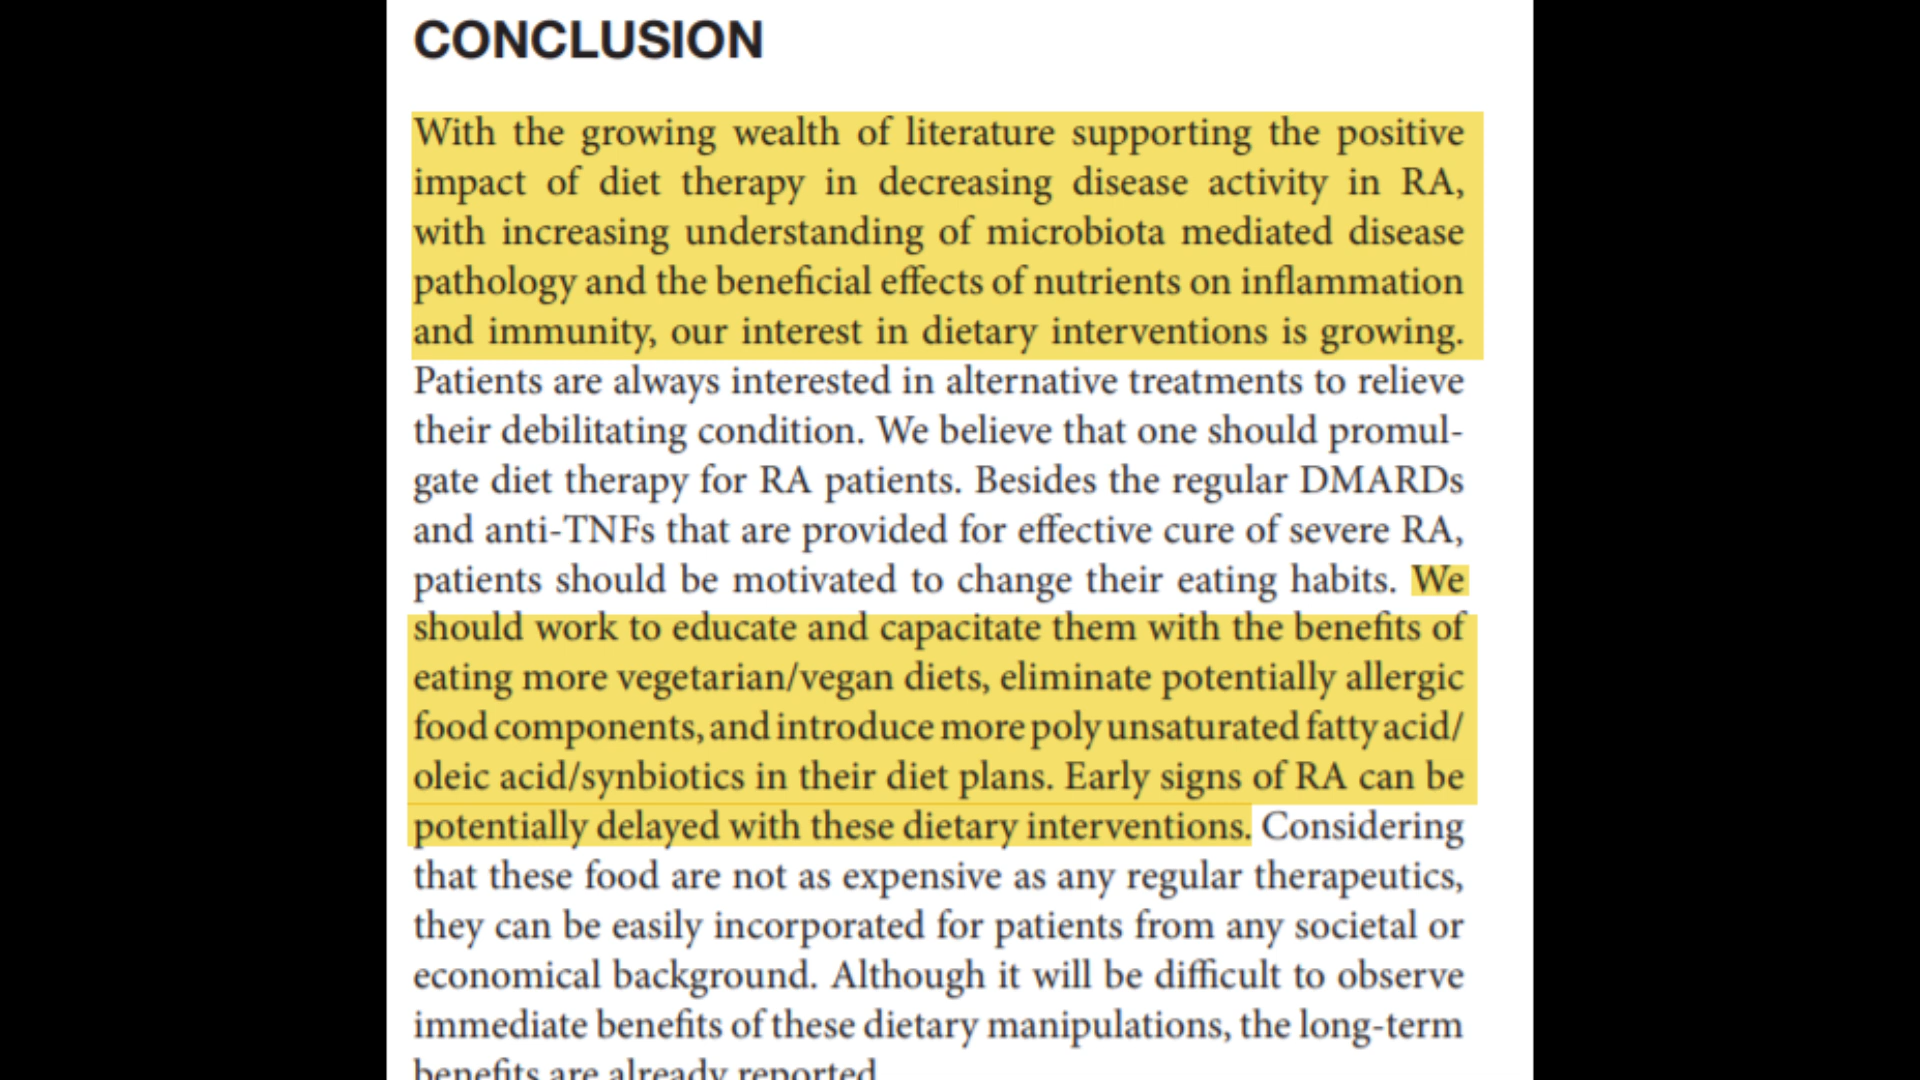 CONCLUSION
With the growing wealth of literature supporting the positive
impact of diet therapy in decreasing disease activity in RA,
with increasing understanding of microbiota mediated disease
pathology and the beneficial effects of nutrients on inflammation
and immunity, our interest in dietary interventions is growing.
Patients are always interested in alternative treatments to relieve
their debilitating condition. We believe that one should promul-
gate diet therapy for RA patients. Besides the regular DMARDs
and anti-TNFs that are provided for effective cure of severe RA,
patients should be motivated to change their eating habits. We
should work to educate and capacitate them with the benefits of
eating more vegetarian/vegan diets, eliminate potentially allergic
food components, and introduce more poly unsaturated fatty acid/
oleic acid/synbiotics in their diet plans. Early signs of RA can be
potentially delayed with these dietary interventions. Considering
that these food are not as expensive as any regular therapeutics,
they can be easily incorporated for patients from any societal or
economical background. Although it will be difficult to observe
immediate benefits of these dietary manipulations, the long-term
benefits are already reported